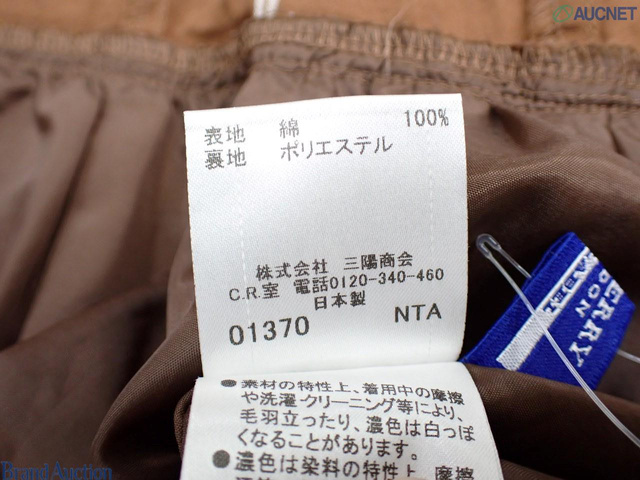 AUCNET
表地 綿 100%
裏地 ポリエステル
株式会社 三陽商会
C.R.室 電話0120-340-460
日本製
01370 NTA
●素材の特性上、着用中の摩擦
や洗濯・クリーニング等により、
毛羽立ったり、濃色は白っぽ
くなることがあります。
●濃色は染料の特性上 摩擦
ERRY
DON
LABEL
Brand Auction